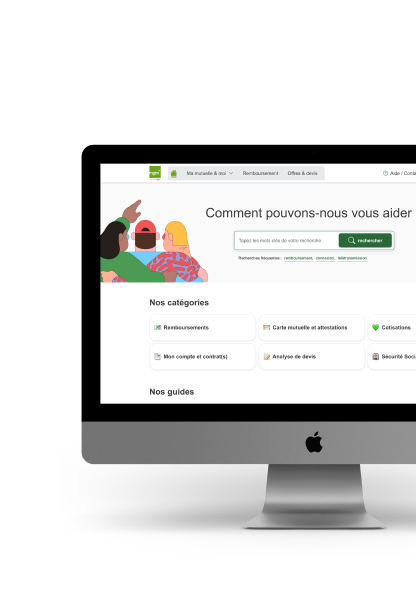 mgen
Ma mutuelle & moi
Remboursement
Offres & devis
Aide / Conta
Comment pouvons-nous vous aider
Tapez les mots clés de votre recherche
rechercher
Recherches fréquentes : remboursement, connexion, télétransmission
Nos catégories
Remboursements
Carte mutuelle et attestations
Cotisations
Mon compte et contrat(s)
Analyse de devis
Sécurité Soci
Nos guides